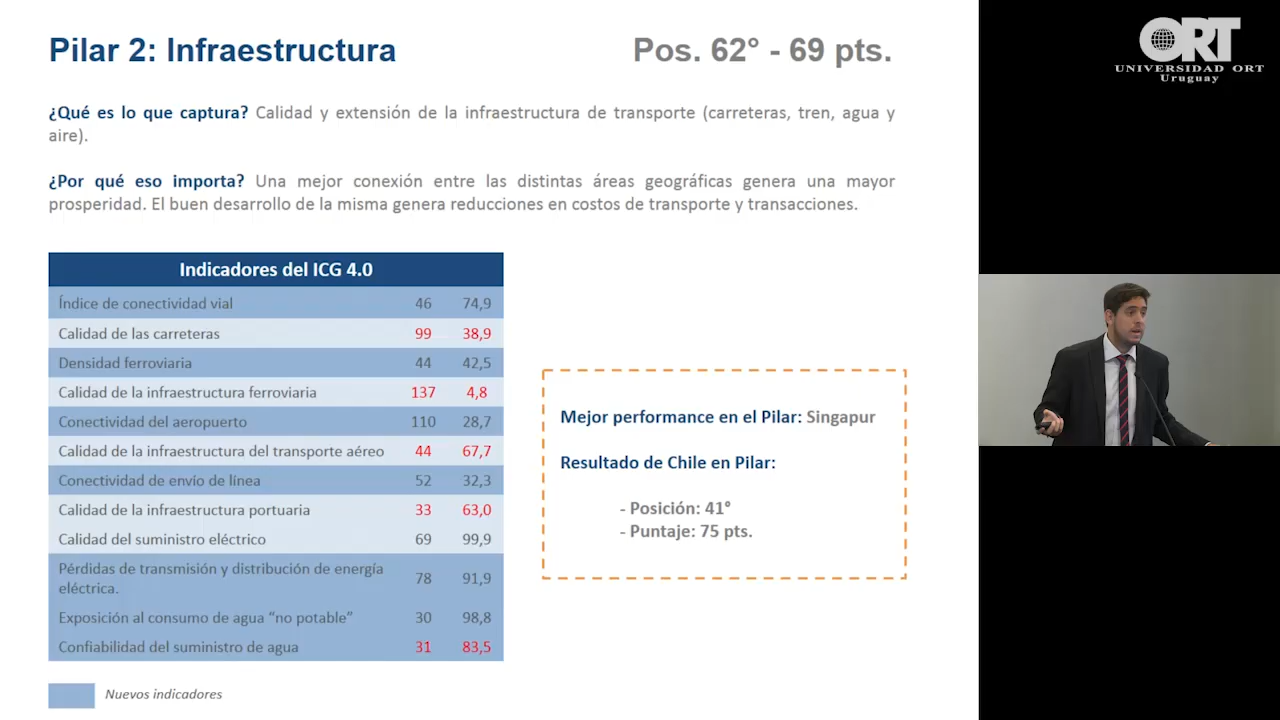 Pilar 2: Infraestructura
Pos. 62° - 69 pts.
¿Qué es lo que captura? Calidad y extensión de la infraestructura de transporte (carreteras, tren, agua y
aire).
¿Por qué eso importa? Una mejor conexión entre las distintas áreas geográficas genera una mayor
prosperidad. El buen desarrollo de la misma genera reducciones en costos de transporte y transacciones.
Indicadores del ICG 4.0
Índice de conectividad vial 46 74,9
Calidad de las carreteras 99 38,9
Densidad ferroviaria 44 42,5
Calidad de la infraestructura ferroviaria 137 4,8
Conectividad del aeropuerto 110 28,7
Calidad de la infraestructura del transporte aéreo 44 67,7
Conectividad de envío de línea 52 32,3
Calidad de la infraestructura portuaria 33 63,0
Calidad del suministro eléctrico 69 99,9
Pérdidas de transmisión y distribución de energía
eléctrica. 78 91,9
Exposición al consumo de agua “no potable” 30 98,8
Confiabilidad del suministro de agua 31 83,5
Nuevos indicadores
Mejor performance en el Pilar: Singapur
Resultado de Chile en Pilar:
- Posición: 41°
- Puntaje: 75 pts.
ORT
UNIVERSIDAD ORT
Uruguay